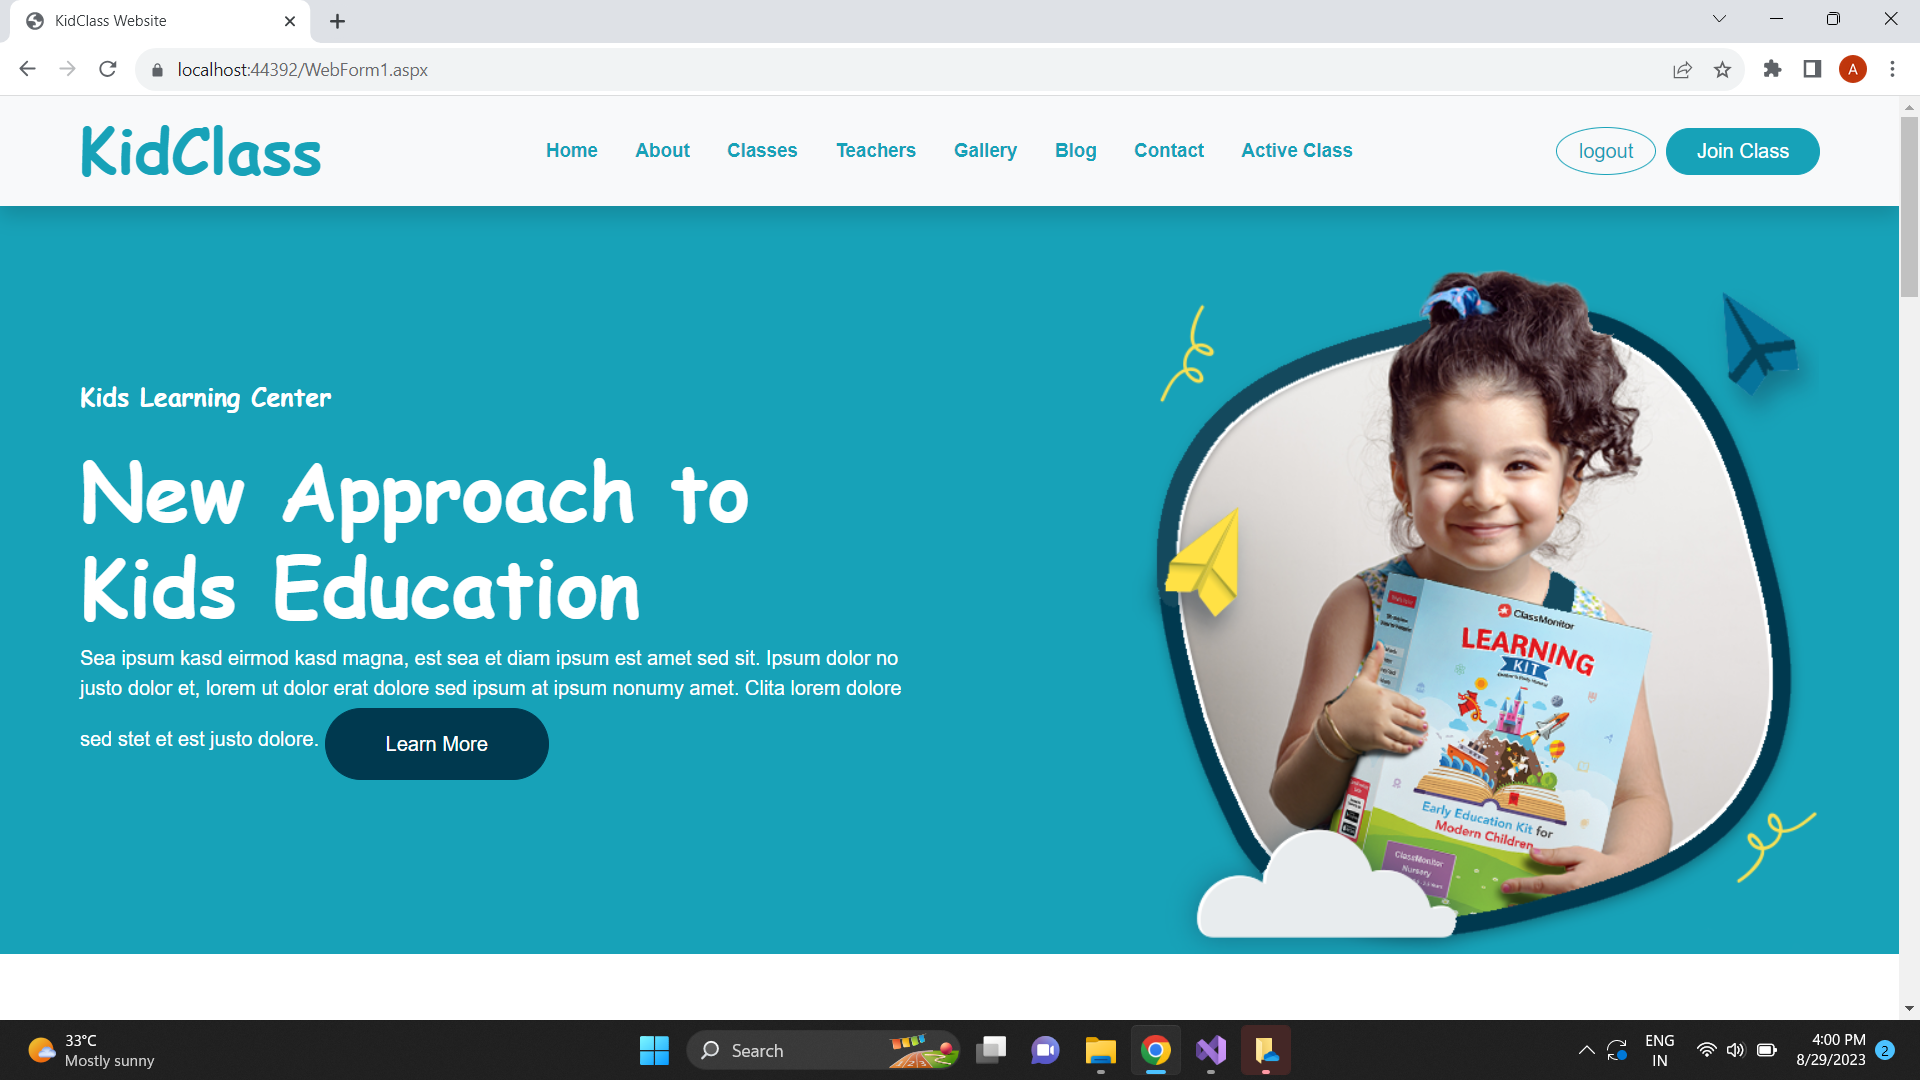 KidClass Website
localhost:44392/WebForm1.aspx
A
KidClass
Home About Classes Teachers Gallery Blog Contact Active Class
logout
Join Class
Kids Learning Center
New Approach to
Kids Education
Sea ipsum kasd eirmod kasd magna, est sea et diam ipsum est amet sed sit. Ipsum dolor no
justo dolor et, lorem ut dolor erat dolore sed ipsum at ipsum nonumy amet. Clita lorem dolore
sed stet et est justo dolore.
Learn More
ClassMonitor
LEARNING
KIT
Early Education Kit for
Modern Children
ClassMonitor
Nursery
33°C
Mostly sunny
Search
ENG
IN
4:00 PM
8/29/2023
2